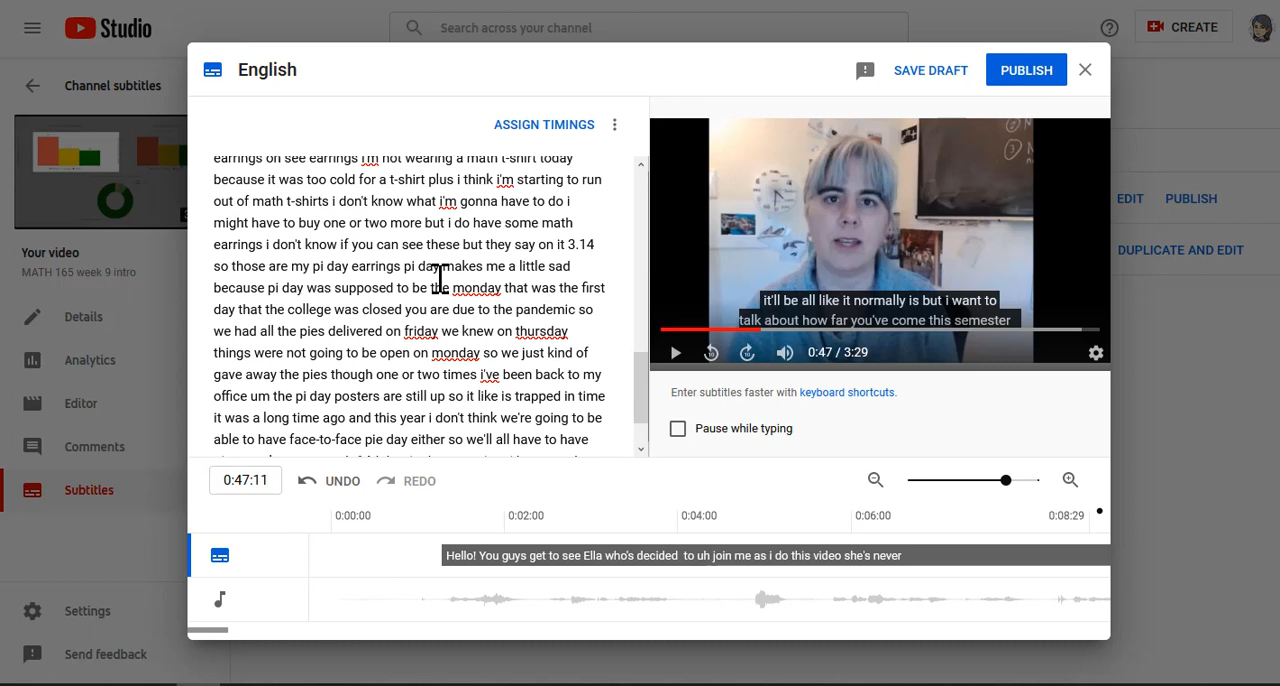 Studio
Search across your channel
CREATE
Channel subtitles
Your video
MATH 165 week 9 intro
Details
Analytics
Editor
Comments
Subtitles
Settings
Send feedback
English
SAVE DRAFT
PUBLISH
ASSIGN TIMINGS
earrings on see earrings i'm not wearing a math t-shirt today
because it was too cold for a t-shirt plus i think i'm starting to run
out of math t-shirts i don't know what i'm gonna have to do i
might have to buy one or two more but i do have some math
earrings i don't know if you can see these but they say on it 3.14
so those are my pi day earrings pi day makes me a little sad
because pi day was supposed to be the monday that was the first
day that the college was closed you are due to the pandemic so
we had all the pies delivered on friday we knew on thursday
things were not going to be open on monday so we just kind of
gave away the pies though one or two times i've been back to my
office um the pi day posters are still up so it like is trapped in time
it was a long time ago and this year i don't think we're going to be
able to have face-to-face pie day either so we'll all have to have
it'll be all like it normally is but i want to
talk about how far you've come this semester
10
10
0:47 / 3:29
Enter subtitles faster with keyboard shortcuts.
Pause while typing
EDIT
PUBLISH
DUPLICATE AND EDIT
0:47:11
UNDO
REDO
0:00:00
0:02:00
0:04:00
0:06:00
0:08:29
Hello! You guys get to see Ella who's decided to uh join me as i do this video she's never